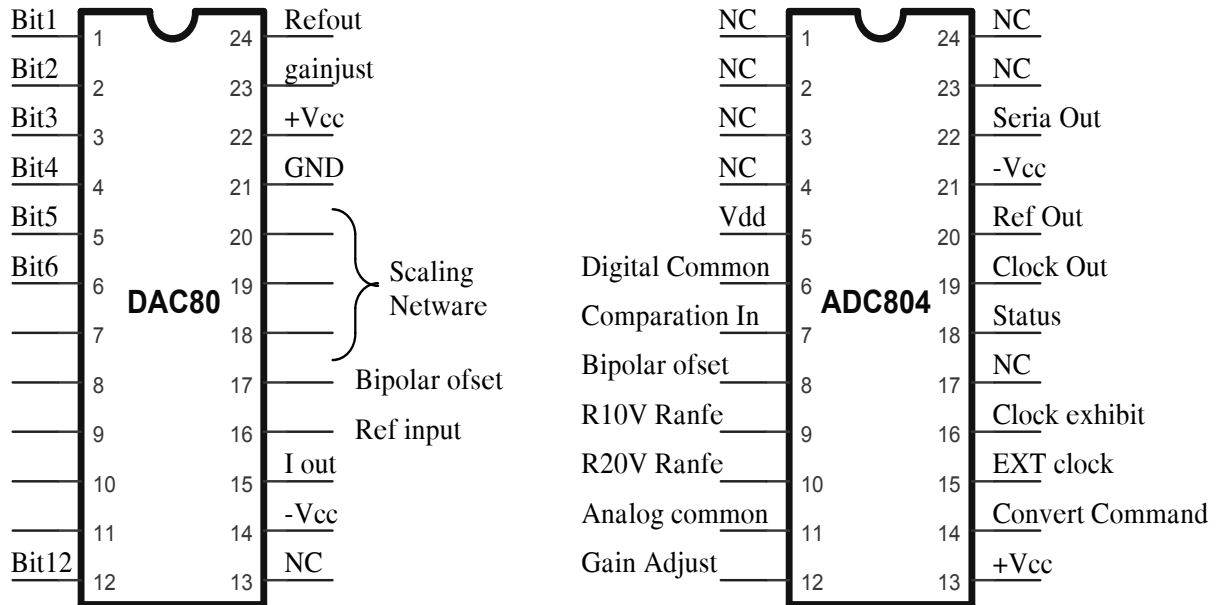 Bit1
1
24
Refout
Bit2
2
23
gainjust
Bit3
3
22
+Vcc
Bit4
4
21
GND
Bit5
5
20
Bit6
6
19
7
18
Scaling
Netware
DAC80
8
17
Bipolar ofset
9
16
Ref input
10
15
I out
11
14
-Vcc
Bit12
12
13
NC
NC
1
24
NC
NC
2
23
NC
NC
3
22
Seria Out
NC
4
21
-Vcc
Vdd
5
20
Ref Out
Digital Common
6
19
Clock Out
ADC804
Comparation In
7
18
Status
Bipolar ofset
8
17
NC
R10V Ranfe
9
16
Clock exhibit
R20V Ranfe
10
15
EXT clock
Analog common
11
14
Convert Command
Gain Adjust
12
13
+Vcc